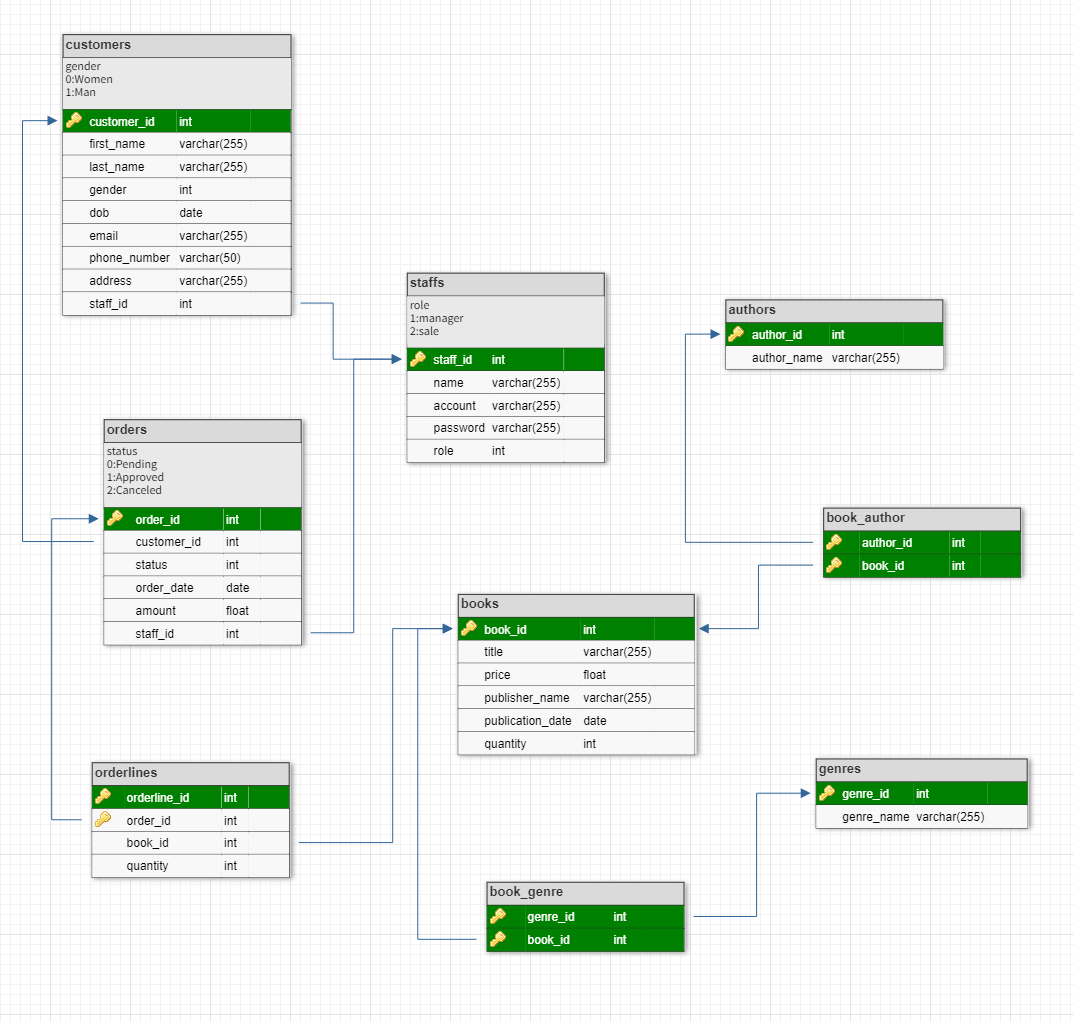 customers
gender
0:Women
1:Man
customer_id int
first_name varchar(255)
last_name varchar(255)
gender int
dob date
email varchar(255)
phone_number varchar(50)
address varchar(255)
staff_id int
staffs
role
1:manager
2:sale
staff_id int
name varchar(255)
account varchar(255)
password varchar(255)
role int
authors
author_id int
author_name varchar(255)
orders
status
0:Pending
1:Approved
2:Canceled
order_id int
customer_id int
status int
order_date date
amount float
staff_id int
book_author
author_id int
book_id int
books
book_id int
title varchar(255)
price float
publisher_name varchar(255)
publication_date date
quantity int
orderlines
orderline_id int
order_id int
book_id int
quantity int
genres
genre_id int
genre_name varchar(255)
book_genre
genre_id int
book_id int